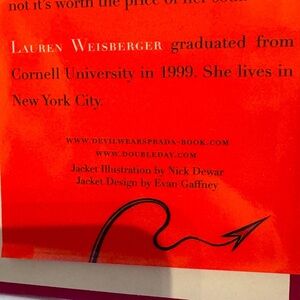 not it's worth the price of her soul.
LAUREN WEISBERGER graduated from
Cornell University in 1999. She lives in
New York City.
WWW.DEVILWEARSPRADA-BOOK.COM
WWW.DOUBLEDAY.COM
Jacket Illustration by Nick Dewar
Jacket Design by Evan Gaffney